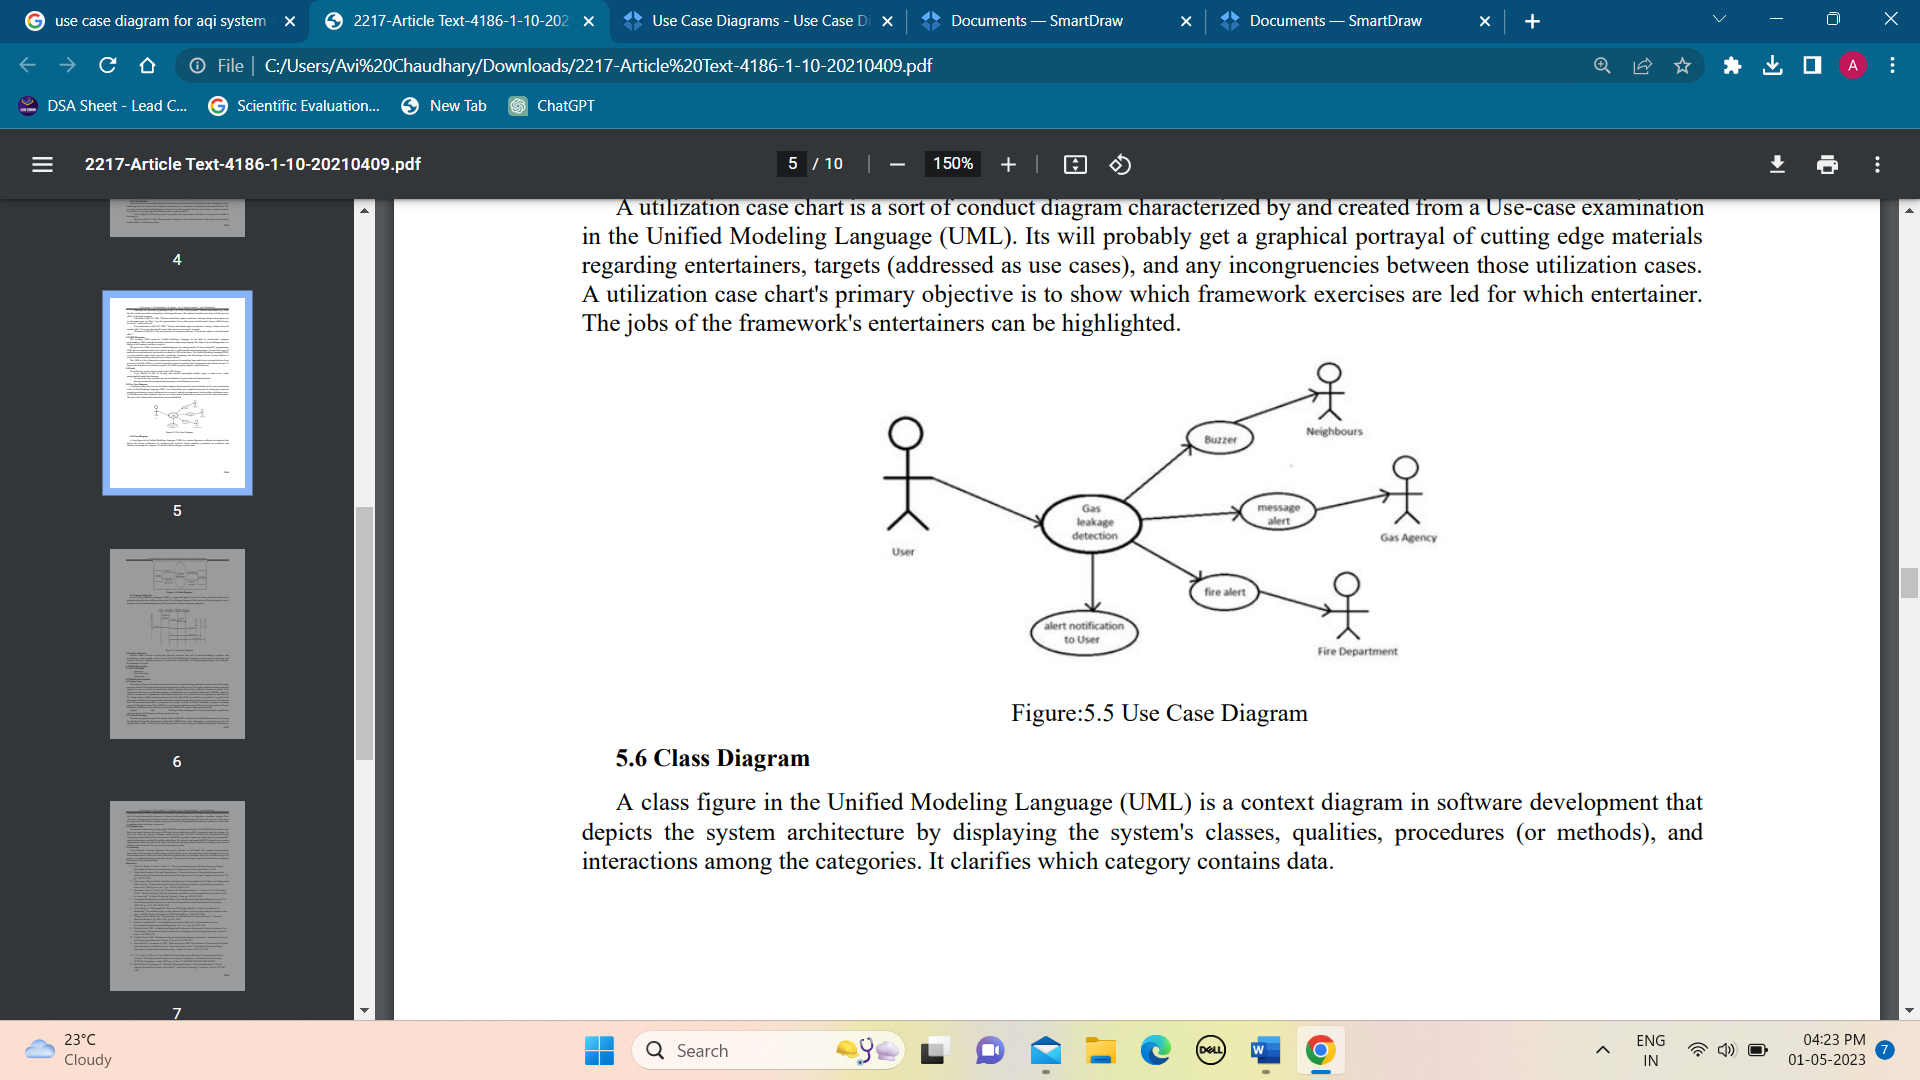 use case diagram for aqi system
2217-Article Text-4186-1-10-202
Use Case Diagrams - Use Case Di
Documents — SmartDraw
Documents — SmartDraw
File
C:/Users/Avi%20Chaudhary/Downloads/2217-Article%20Text-4186-1-10-20210409.pdf
A
DSA Sheet - Lead C...
Scientific Evaluation...
New Tab
ChatGPT
2217-Article Text-4186-1-10-20210409.pdf
5 / 10
150%
4
5
6
7
A utilization case chart is a sort of conduct diagram characterized by and created from a Use-case examination
in the Unified Modeling Language (UML). Its will probably get a graphical portrayal of cutting edge materials
regarding entertainers, targets (addressed as use cases), and any incongruencies between those utilization cases.
A utilization case chart's primary objective is to show which framework exercises are led for which entertainer.
The jobs of the framework's entertainers can be highlighted.
Neighbours
Buzzer
Gas
leakage
detection
message
alert
Gas Agency
User
fire alert
alert notification
to User
Fire Department
Figure:5.5 Use Case Diagram
5.6 Class Diagram
A class figure in the Unified Modeling Language (UML) is a context diagram in software development that
depicts the system architecture by displaying the system's classes, qualities, procedures (or methods), and
interactions among the categories. It clarifies which category contains data.
23°C
Cloudy
Search
DELL
W
ENG
IN
04:23 PM
01-05-2023
7